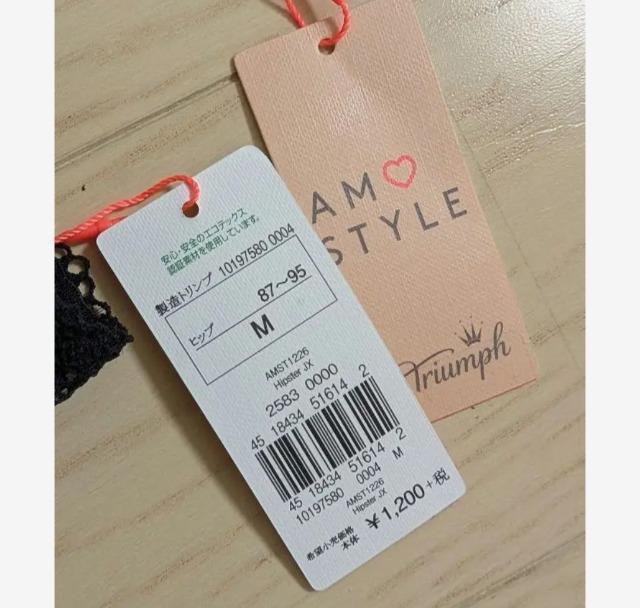 AM
STYLE
Triumph
安心・安全のエコテックス
認証素材を使用しています。
製造トリンプ 10197580 0004
ヒップ 87～95
M
AMST1226
Hipster JX
2583 0000
45 18434 51614 2
45 18434 51614 2
10197580 0004 M
AMST1226
Hipster JX
希望小売価格
本体 ¥1,200+税